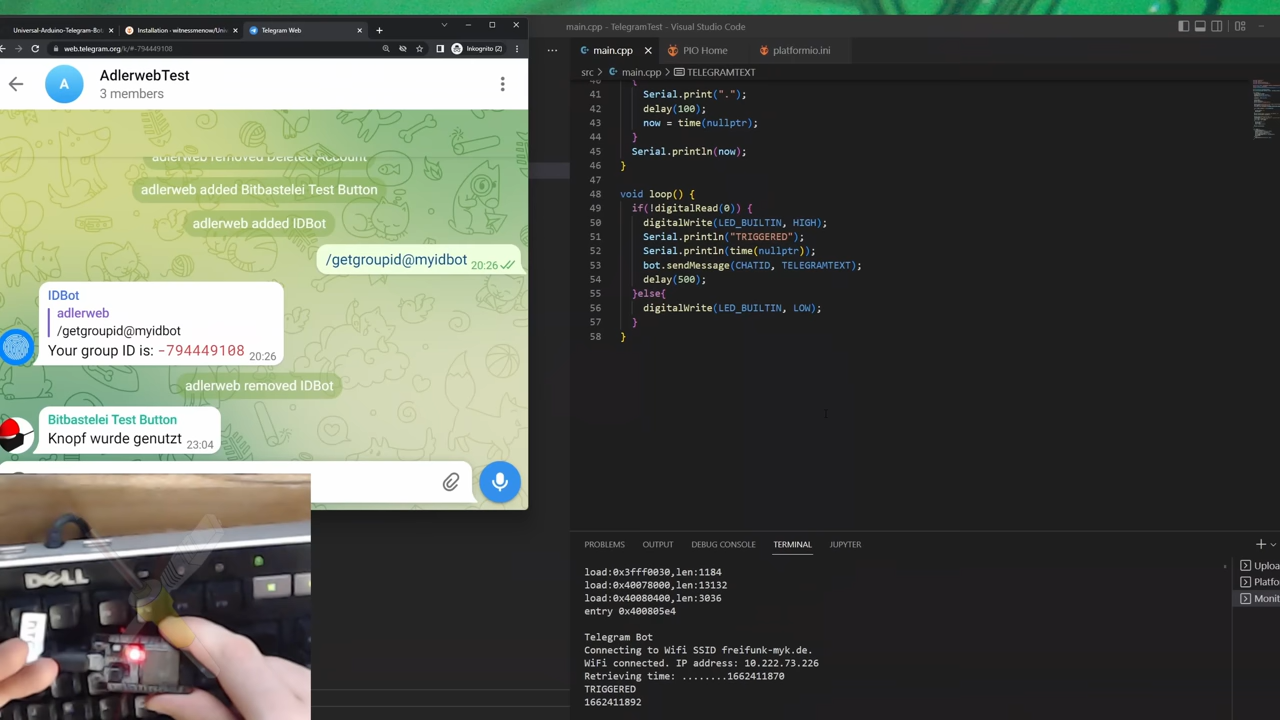 Universal-Arduino-Telegram-Bo
Installation - witnessmenow/Uni
Telegram Web
web.telegram.org/k/#-794449108
Inkognito (2)
A
AdlerwebTest
3 members
adlerweb removed Deleted Account
adlerweb added Bitbastelei Test Button
adlerweb added IDBot
/getgroupid@myidbot 20:26
IDBot
adlerweb
/getgroupid@myidbot
Your group ID is: -794449108 20:26
adlerweb removed IDBot
Bitbastelei Test Button
Knopf wurde genutzt 23:04
DELL
main.cpp - TelegramTest - Visual Studio Code
main.cpp
PIO Home
platformio.ini
src > main.cpp > TELEGRAMTEXT
40 {
41 Serial.print(".");
42 delay(100);
43 now = time(nullptr);
44 }
45 Serial.println(now);
46 }
47
48 void loop() {
49 if(!digitalRead(0)) {
50 digitalWrite(LED_BUILTIN, HIGH);
51 Serial.println("TRIGGERED");
52 Serial.println(time(nullptr));
53 bot.sendMessage(CHATID, TELEGRAMTEXT);
54 delay(500);
55 }else{
56 digitalWrite(LED_BUILTIN, LOW);
57 }
58 }
PROBLEMS
OUTPUT
DEBUG CONSOLE
TERMINAL
JUPYTER
load:0x3fff0030,len:1184
load:0x40078000,len:13132
load:0x40080400,len:3036
entry 0x400805e4
Telegram Bot
Connecting to Wifi SSID freifunk-myk.de.
WiFi connected. IP address: 10.222.73.226
Retrieving time: ........1662411870
TRIGGERED
1662411892
Uploa
Platfo
Monit